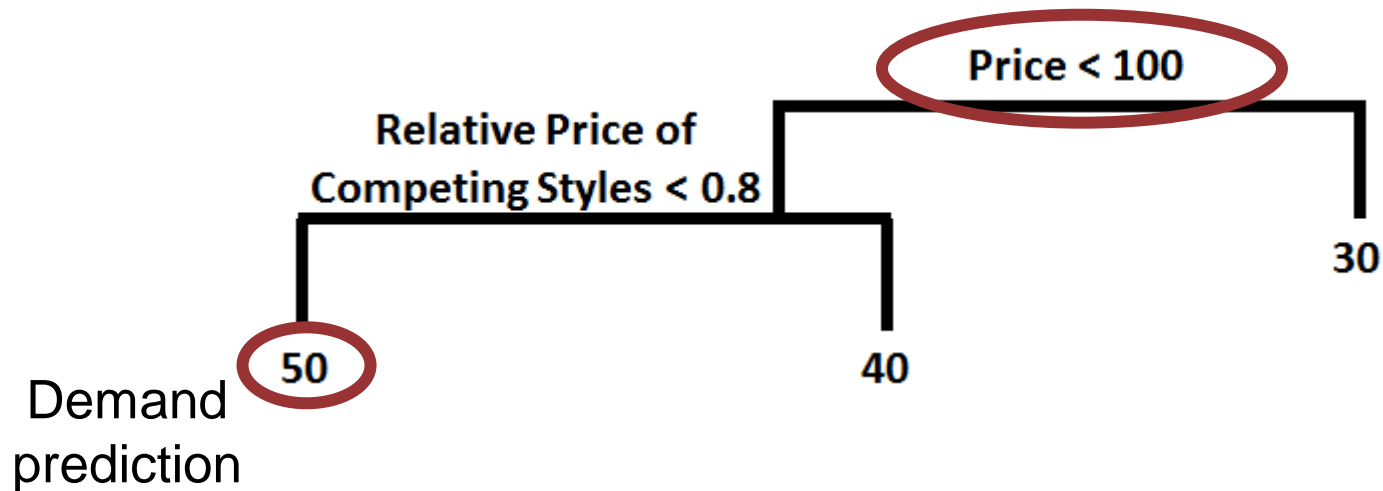 Price < 100
Relative Price of
Competing Styles < 0.8
30
50
40
Demand
prediction